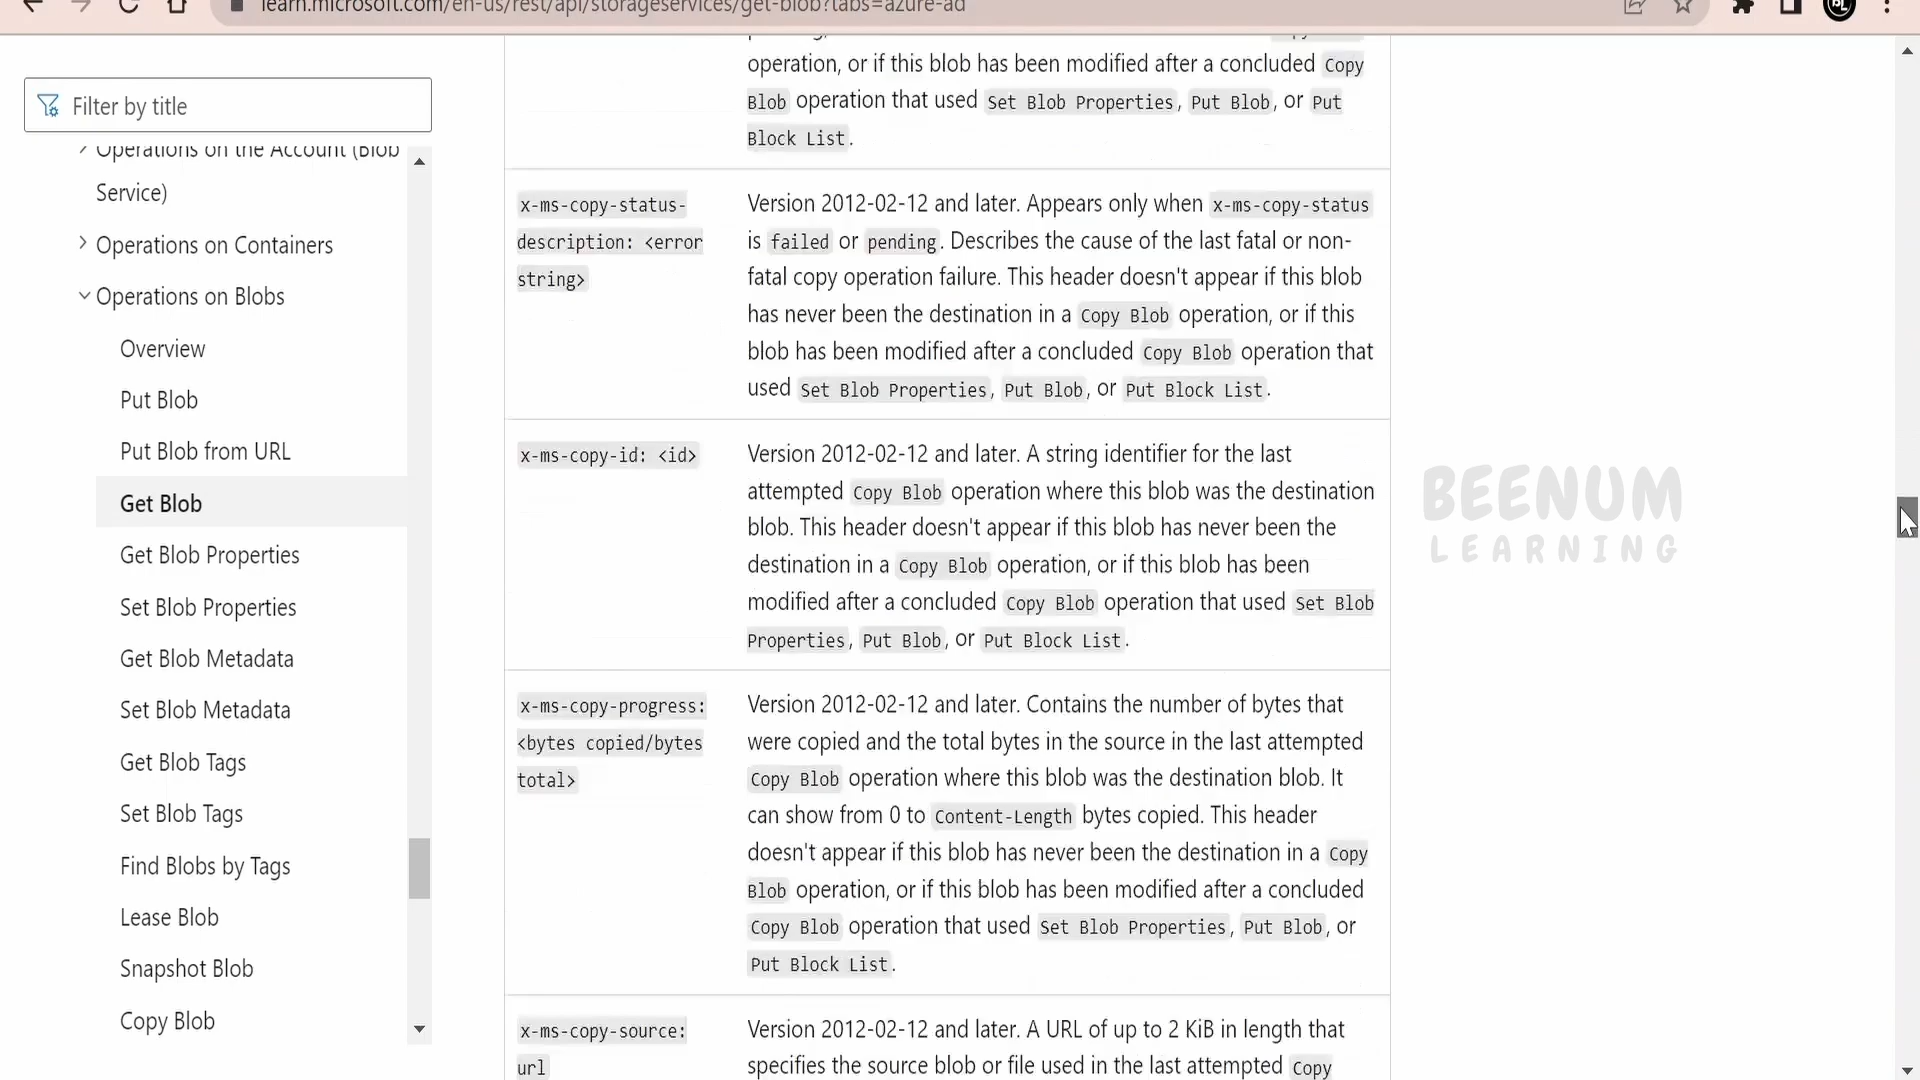 learn.microsoft.com/en-us/rest/api/storageservices/get-blob?tabs=azure-ad
Filter by title
Operations on the Account (Blob
Service)
Operations on Containers
Operations on Blobs
Overview
Put Blob
Put Blob from URL
Get Blob
Get Blob Properties
Set Blob Properties
Get Blob Metadata
Set Blob Metadata
Get Blob Tags
Set Blob Tags
Find Blobs by Tags
Lease Blob
Snapshot Blob
Copy Blob
operation, or if this blob has been modified after a concluded Copy
Blob operation that used Set Blob Properties, Put Blob, or Put
Block List.
x-ms-copy-status-
description: <error
string>
Version 2012-02-12 and later. Appears only when x-ms-copy-status
is failed or pending. Describes the cause of the last fatal or non-
fatal copy operation failure. This header doesn't appear if this blob
has never been the destination in a Copy Blob operation, or if this
blob has been modified after a concluded Copy Blob operation that
used Set Blob Properties, Put Blob, or Put Block List.
x-ms-copy-id: <id>
Version 2012-02-12 and later. A string identifier for the last
attempted Copy Blob operation where this blob was the destination
blob. This header doesn't appear if this blob has never been the
destination in a Copy Blob operation, or if this blob has been
modified after a concluded Copy Blob operation that used Set Blob
Properties, Put Blob, or Put Block List.
x-ms-copy-progress:
<bytes copied/bytes
total>
Version 2012-02-12 and later. Contains the number of bytes that
were copied and the total bytes in the source in the last attempted
Copy Blob operation where this blob was the destination blob. It
can show from 0 to Content-Length bytes copied. This header
doesn't appear if this blob has never been the destination in a Copy
Blob operation, or if this blob has been modified after a concluded
Copy Blob operation that used Set Blob Properties, Put Blob, or
Put Block List.
x-ms-copy-source:
url
Version 2012-02-12 and later. A URL of up to 2 KiB in length that
specifies the source blob or file used in the last attempted Copy
BEENUM
LEARNING